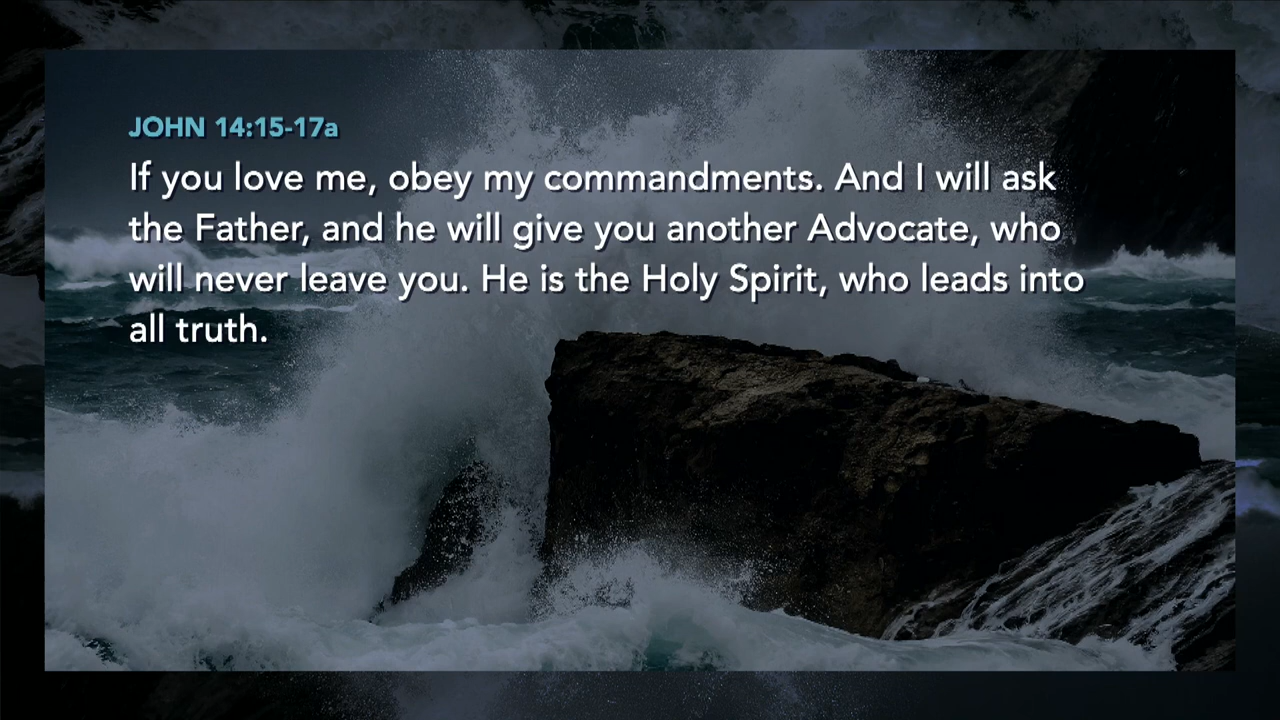 JOHN 14:15-17a
If you love me, obey my commandments. And I will ask
the Father, and he will give you another Advocate, who
will never leave you. He is the Holy Spirit, who leads into
all truth.